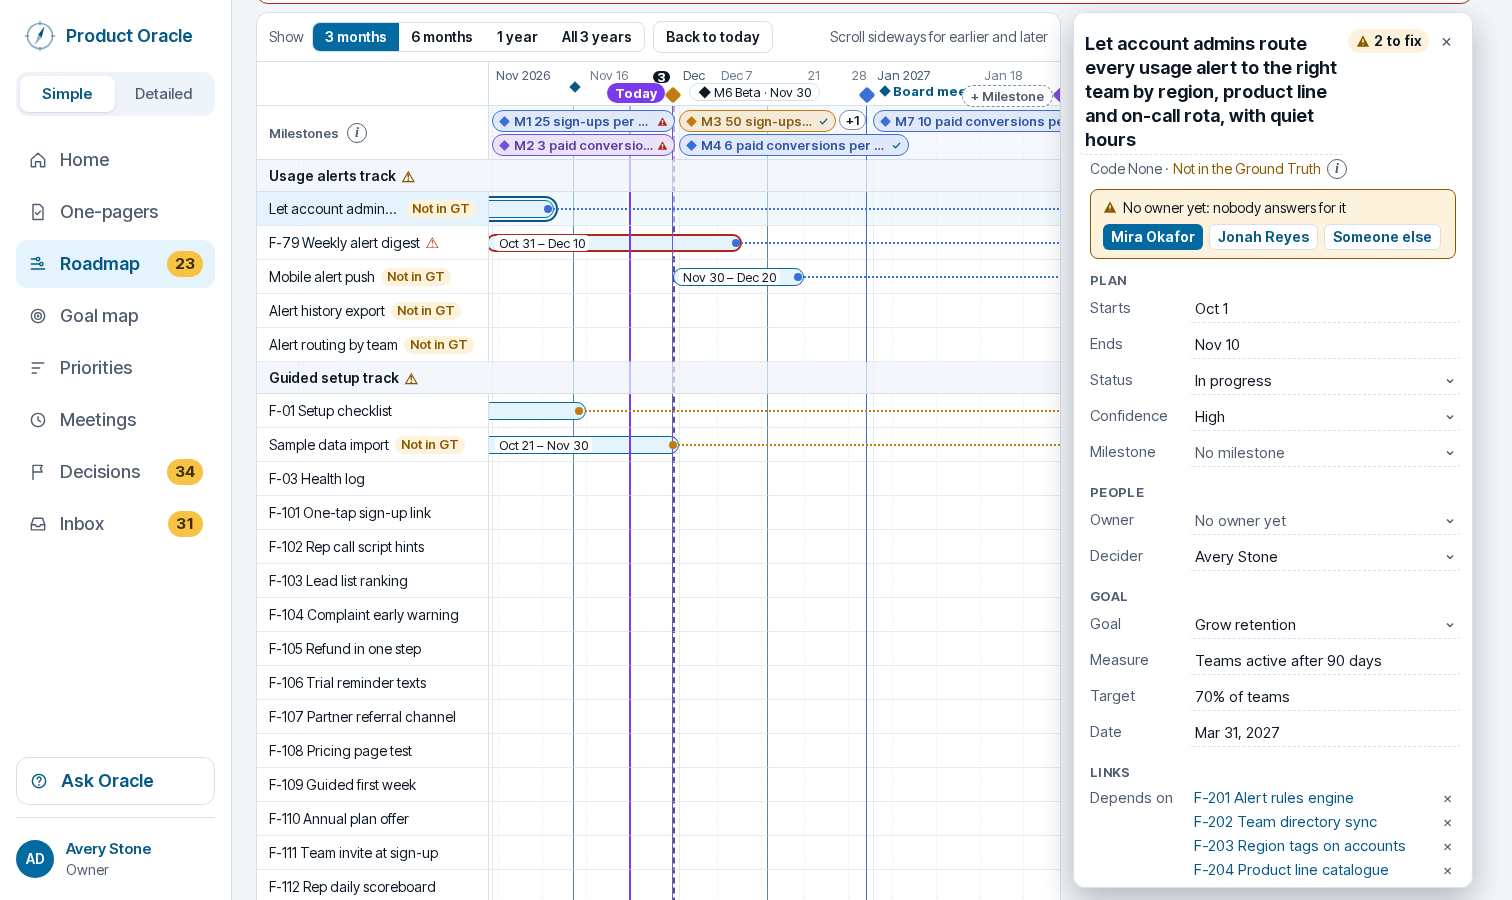 Product Oracle
Simple
Detailed
Home
One-pagers
Roadmap 23
Goal map
Priorities
Meetings
Decisions 34
Inbox 31
Ask Oracle
AD
Avery Stone
Owner
Show 3 months 6 months 1 year All 3 years Back to today Scroll sideways for earlier and later
Nov 2026 Nov 16 3 Dec Dec 7 21 28 Jan 2027 Jan 18
Today M6 Beta · Nov 30 Board mee + Milestone
Milestones i
M1 25 sign-ups per ... M3 50 sign-ups... +1 M7 10 paid conversions pe
M2 3 paid conversio... M4 6 paid conversions per ...
Usage alerts track
Let account admin... Not in GT
F-79 Weekly alert digest Oct 31 – Dec 10
Mobile alert push Not in GT Nov 30 – Dec 20
Alert history export Not in GT
Alert routing by team Not in GT
Guided setup track
F-01 Setup checklist
Sample data import Not in GT Oct 21 – Nov 30
F-03 Health log
F-101 One-tap sign-up link
F-102 Rep call script hints
F-103 Lead list ranking
F-104 Complaint early warning
F-105 Refund in one step
F-106 Trial reminder texts
F-107 Partner referral channel
F-108 Pricing page test
F-109 Guided first week
F-110 Annual plan offer
F-111 Team invite at sign-up
F-112 Rep daily scoreboard
Let account admins route
every usage alert to the right
team by region, product line
and on-call rota, with quiet
hours
2 to fix ×
Code None · Not in the Ground Truth i
No owner yet: nobody answers for it
Mira Okafor Jonah Reyes Someone else
PLAN
Starts Oct 1
Ends Nov 10
Status In progress
Confidence High
Milestone No milestone
PEOPLE
Owner No owner yet
Decider Avery Stone
GOAL
Goal Grow retention
Measure Teams active after 90 days
Target 70% of teams
Date Mar 31, 2027
LINKS
Depends on F-201 Alert rules engine ×
F-202 Team directory sync ×
F-203 Region tags on accounts ×
F-204 Product line catalogue ×